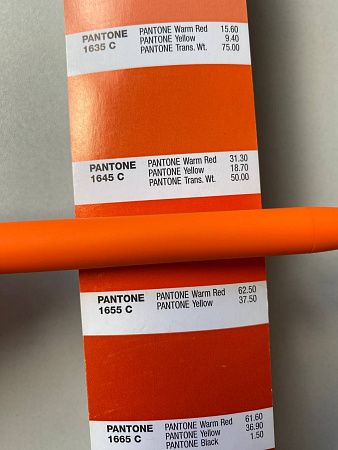 PANTONE
1635 C
PANTONE Warm Red 15.60
PANTONE Yellow 9.40
PANTONE Trans. Wt. 75.00
PANTONE
1645 C
PANTONE Warm Red 31.30
PANTONE Yellow 18.70
PANTONE Trans. Wt. 50.00
PANTONE
1655 C
PANTONE Warm Red 62.50
PANTONE Yellow 37.50
PANTONE
1665 C
PANTONE Warm Red 61.60
PANTONE Yellow 36.90
PANTONE Black 1.50